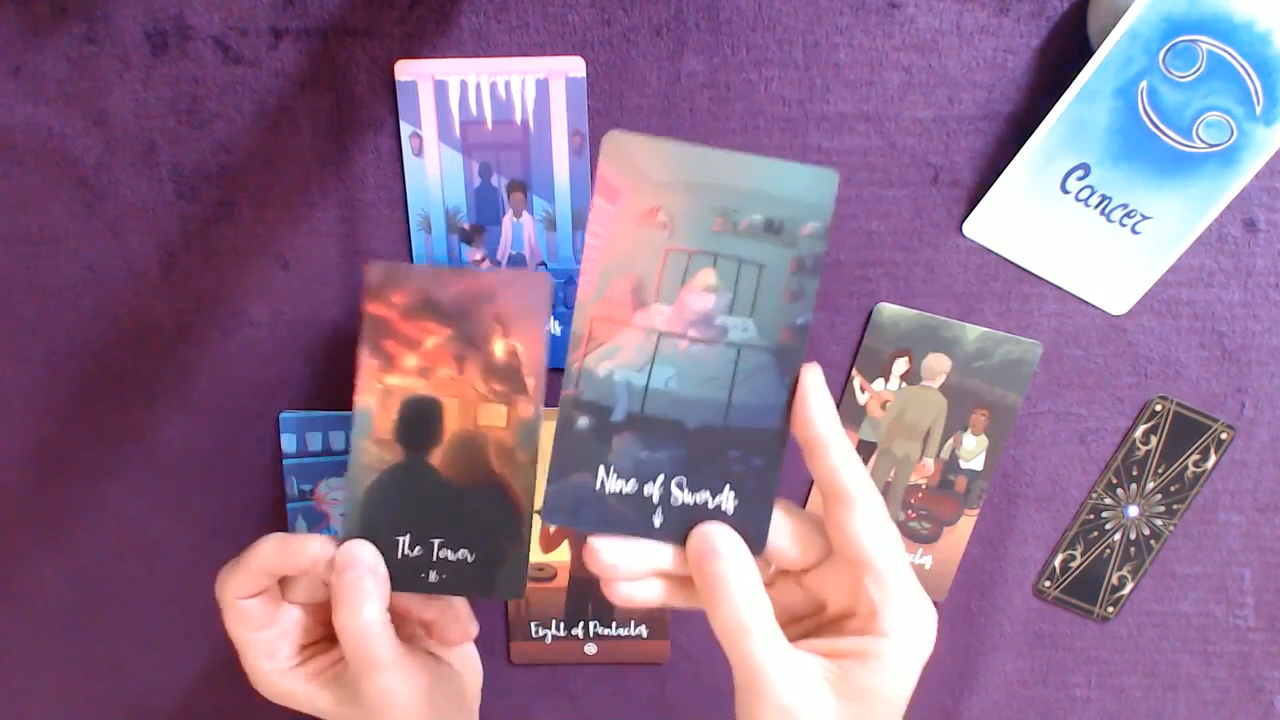 Cancer
Nine of Swords
The Tower
- 16 -
Eight of Pentacles